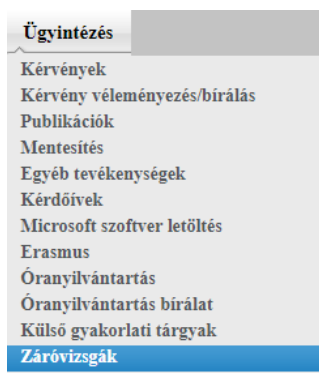 Ügyintézés
Kérvények
Kérvény véleményezés/bírálás
Publikációk
Mentesítés
Egyéb tevékenységek
Kérdőívek
Microsoft szoftver letöltés
Erasmus
Óranyilvántartás
Óranyilvántartás bírálat
Külső gyakorlati tárgyak
Záróvizsgák